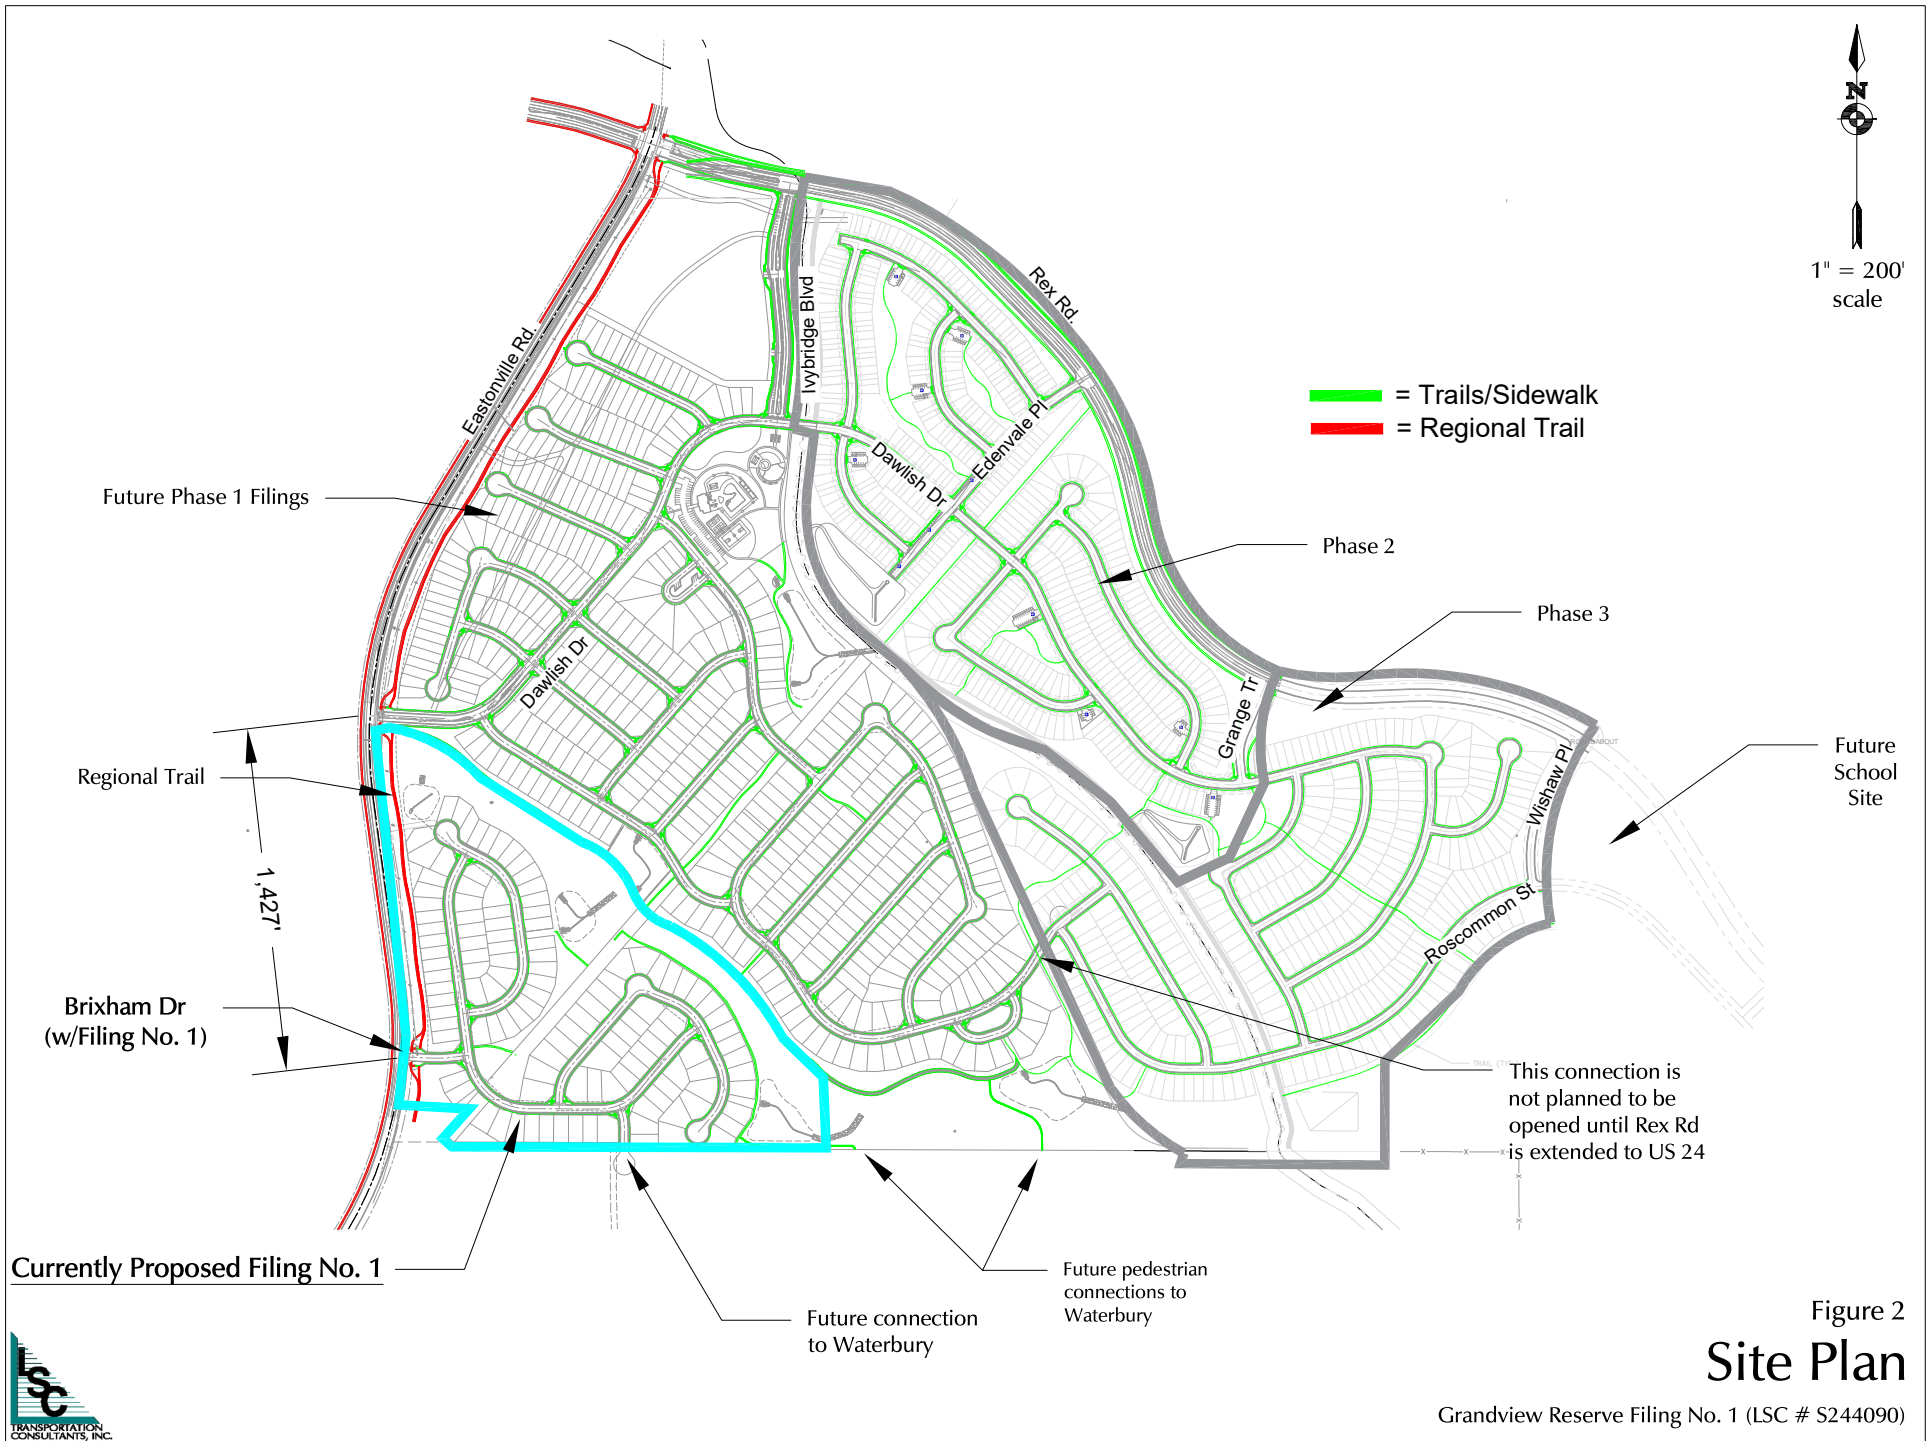 N
1" = 200'
scale
Rex Rd.
Ivybridge Blvd
Eastonville Rd.
= Trails/Sidewalk
= Regional Trail
Edenvale Pl
Dawlish Dr
Future Phase 1 Filings
Phase 2
Phase 3
Dawlish Dr
Grange Tr
Wishaw Pl
Future
School
Site
Regional Trail
1,427'
Roscommon St
Brixham Dr
(w/Filing No. 1)
TRAIL (TYP)
This connection is
not planned to be
opened until Rex Rd
is extended to US 24
Currently Proposed Filing No. 1
Future pedestrian
connections to
Waterbury
Future connection
to Waterbury
Figure 2
Site Plan
Grandview Reserve Filing No. 1 (LSC # S244090)
LSC
TRANSPORTATION
CONSULTANTS, INC.